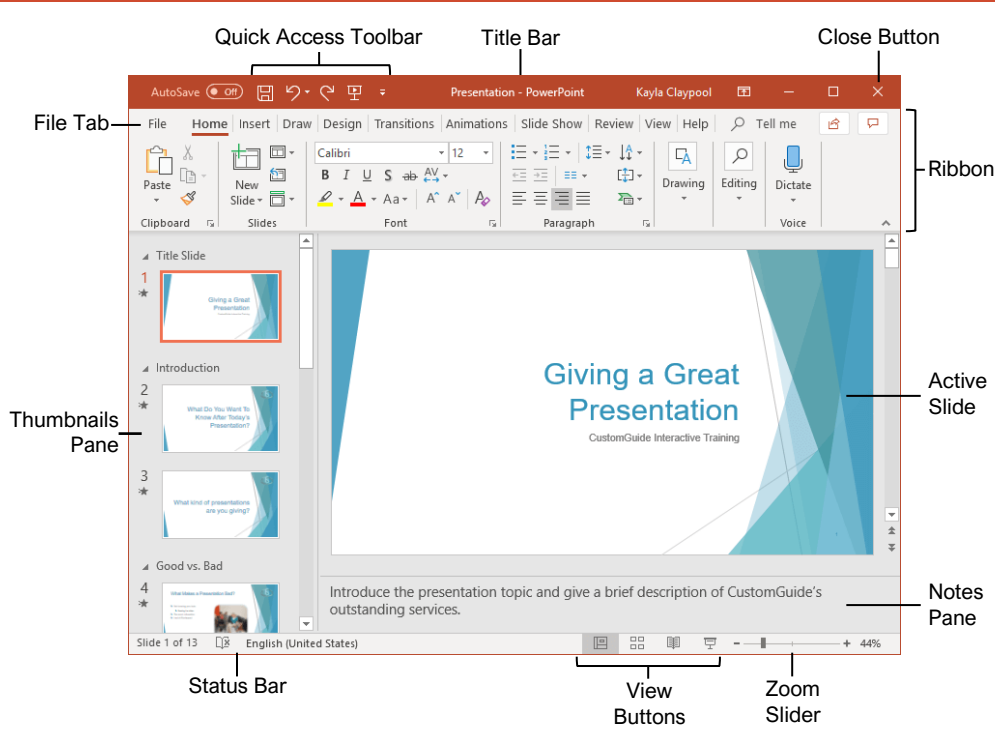 Quick Access Toolbar
Title Bar
Close Button
AutoSave Off Presentation - PowerPoint Kayla Claypool
File Tab
File Home Insert Draw Design Transitions Animations Slide Show Review View Help Tell me
Ribbon
Calibri 12
Paste
New
Slide
B I U S ab AV
A Aa A A A
Drawing
Editing
Dictate
Clipboard Slides Font Paragraph Voice
Title Slide
1
Giving a Great
Presentation
Introduction
2
What Do You Want To
Know After Today's
Presentation?
3
What kind of presentations
are you giving?
Good vs. Bad
4
What Makes a Presentation Bad?
Thumbnails
Pane
Giving a Great
Presentation
CustomGuide Interactive Training
Active
Slide
Introduce the presentation topic and give a brief description of CustomGuide's
outstanding services.
Notes
Pane
Slide 1 of 13 English (United States) 44%
Status Bar
View
Buttons
Zoom
Slider